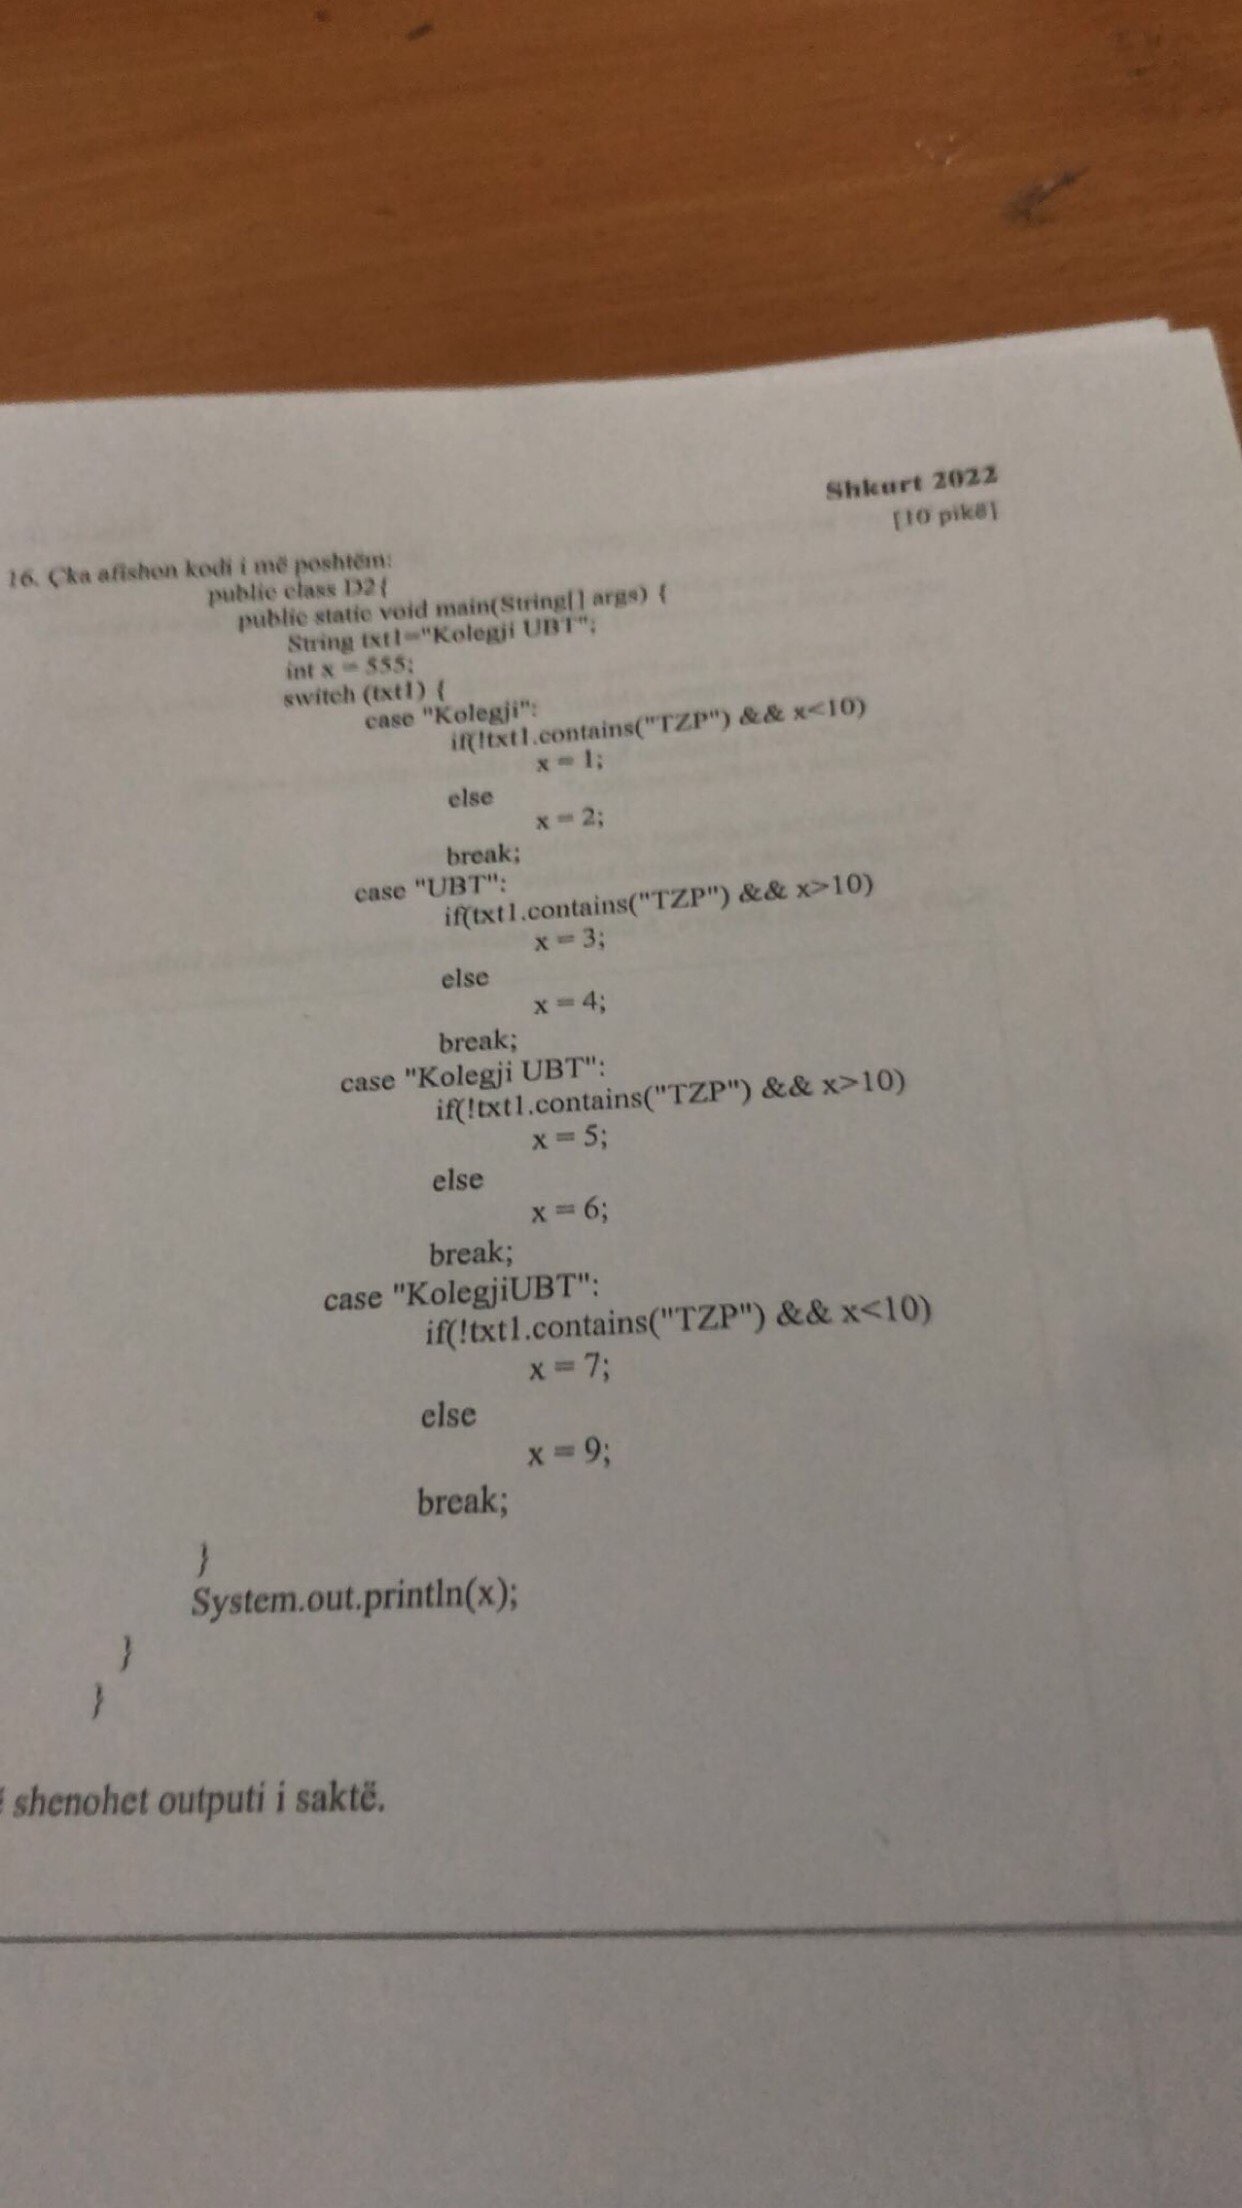 Shkurt 2022
[10 pikë]
16. Çka afishon kodi i më poshtëm:
public class D2{
public static void main(String[] args) {
String txt1="Kolegji UBT";
int x = 555;
switch (txt1) {
case "Kolegji":
if(!txt1.contains("TZP") && x<10)
x = 1;
else
x = 2;
break;
case "UBT":
if(txt1.contains("TZP") && x>10)
x = 3;
else
x = 4;
break;
case "Kolegji UBT":
if(!txt1.contains("TZP") && x>10)
x = 5;
else
x = 6;
break;
case "KolegjiUBT":
if(!txt1.contains("TZP") && x<10)
x = 7;
else
x = 9;
break;
}
System.out.println(x);
}
}
shenohet outputi i saktë.